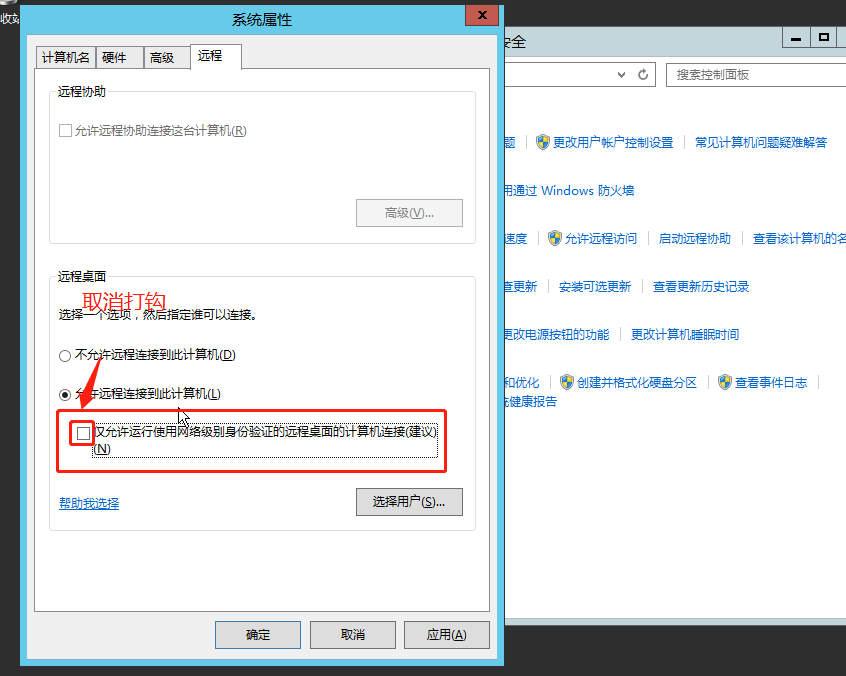 收站
系统属性
x
计算机名
硬件
高级
远程
远程协助
允许远程协助连接这台计算机(R)
高级(V)...
远程桌面
取消打钩
选择一个选项，然后指定谁可以连接。
不允许远程连接到此计算机(D)
允许远程连接到此计算机(L)
仅允许运行使用网络级别身份验证的远程桌面的计算机连接(建议)
(N)
帮助我选择
选择用户(S)...
确定
取消
应用(A)
安全
搜索控制面板
题
更改用户帐户控制设置
常见计算机问题疑难解答
用通过 Windows 防火墙
速度
允许远程访问
启动远程协助
查看该计算机的名
查更新
安装可选更新
查看更新历史记录
更改电源按钮的功能
更改计算机睡眠时间
和优化
创建并格式化硬盘分区
查看事件日志
健康报告